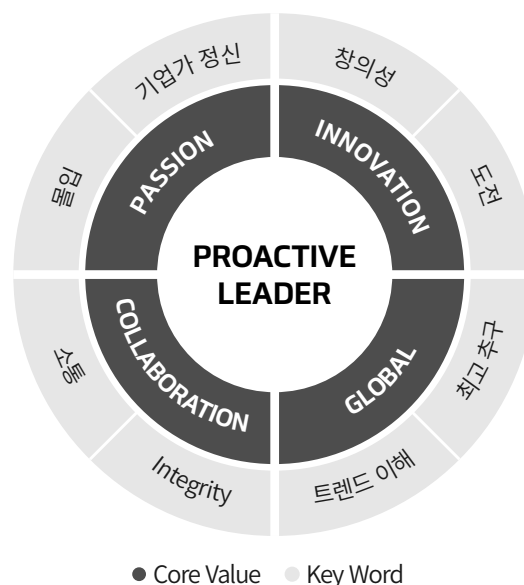 기업가 정신
창의성
몰입
PASSION
INNOVATION
도전
PROACTIVE
LEADER
소통
COLLABORATION
GLOBAL
최고 추구
Integrity
트렌드 이해
Core Value
Key Word